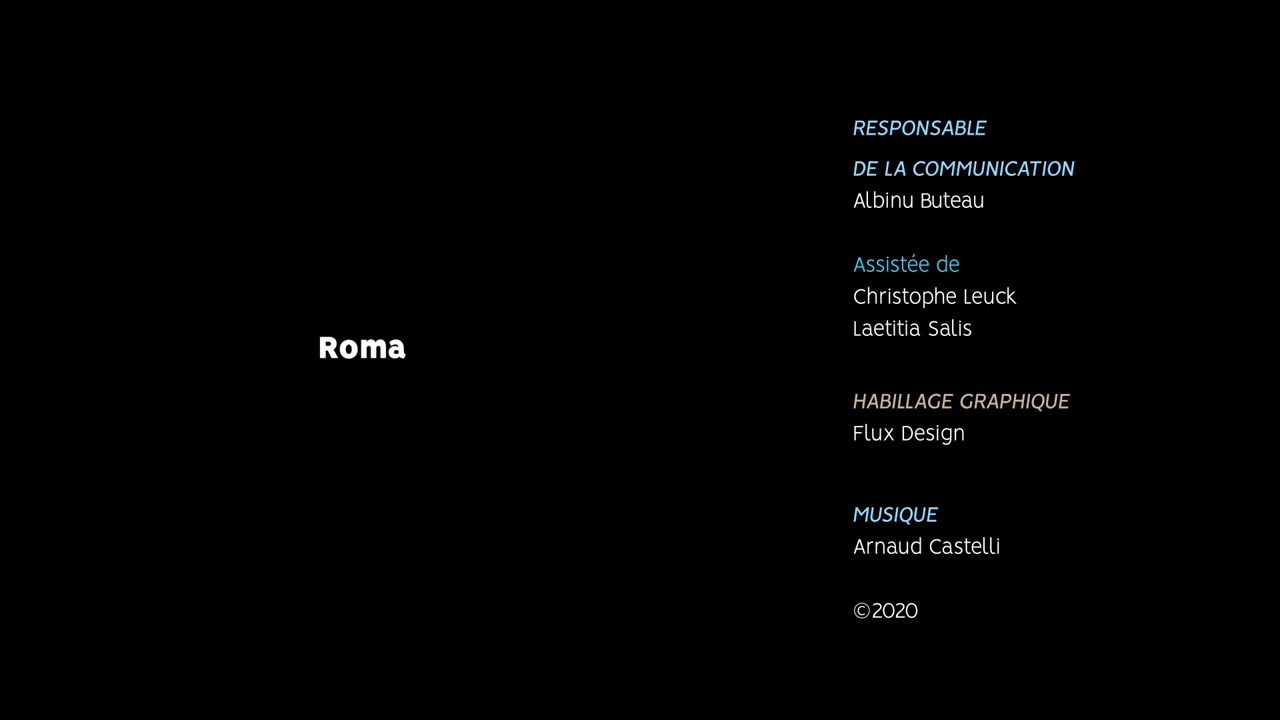 Roma
RESPONSABLE
DE LA COMMUNICATION
Albinu Buteau
Assistée de
Christophe Leuck
Laetitia Salis
HABILLAGE GRAPHIQUE
Flux Design
MUSIQUE
Arnaud Castelli
©2020